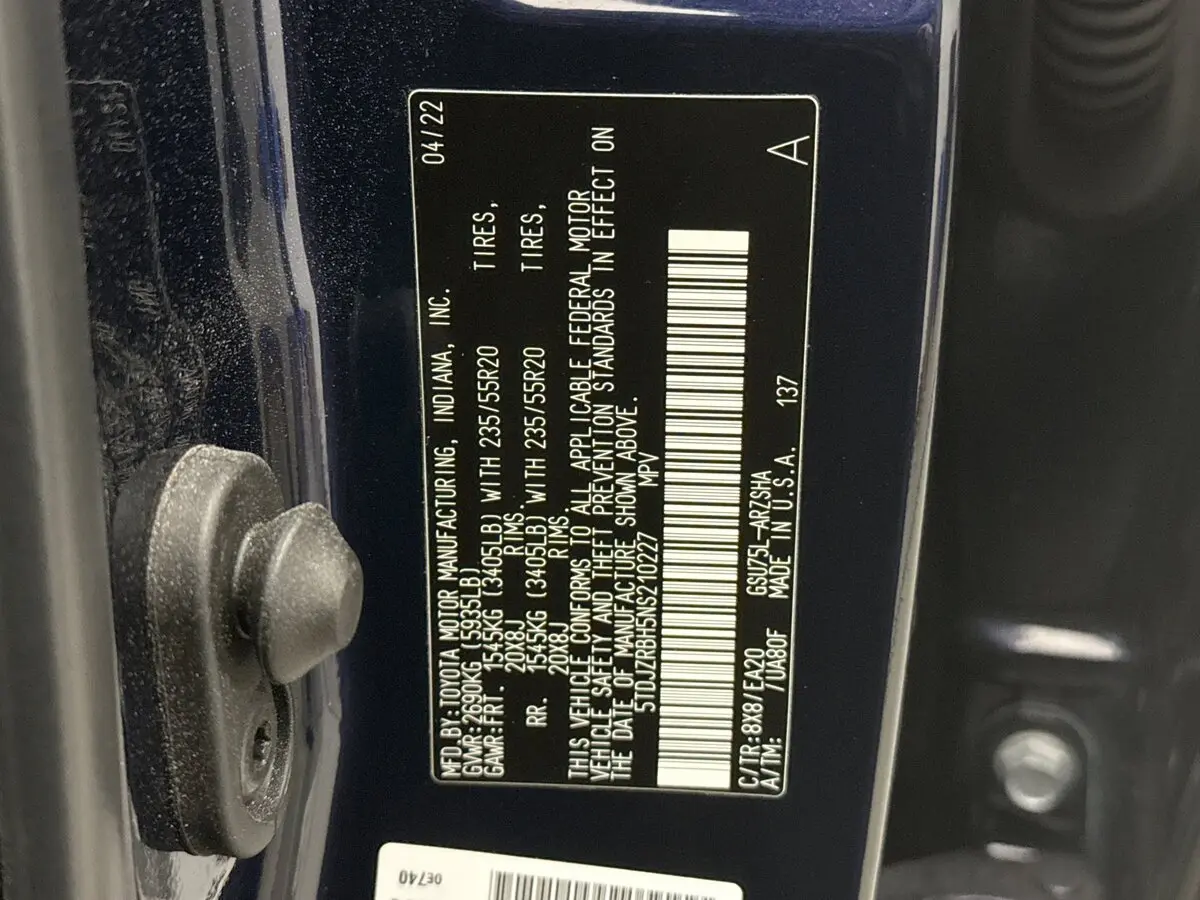 MFD.BY:TOYOTA MOTOR MANUFACTURING, INDIANA, INC. 04/22
GVWR:2690KG (5935LB)
GAWR:FRT. 1545KG (3405LB) WITH 235/55R20 TIRES,
20X8J RIMS.
RR. 1545KG (3405LB) WITH 235/55R20 TIRES,
20X8J RIMS.
THIS VEHICLE CONFORMS TO ALL APPLICABLE FEDERAL MOTOR
VEHICLE SAFETY AND THEFT PREVENTION STANDARDS IN EFFECT ON
THE DATE OF MANUFACTURE SHOWN ABOVE.
5TDJZRBH5NS210227 MPV
C/TR:8X8/EA20 GSU75L-ARZSHA
A/TM: /UA80F MADE IN U.S.A. 137 A
0E740